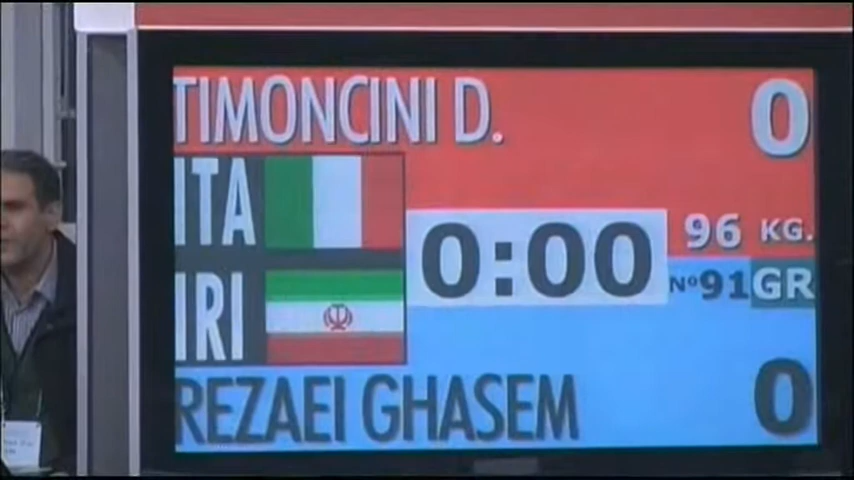 TIMONCINI D. 0
ITA
0:00 96 KG.
Nº91 GR
IRI
REZAEI GHASEM 0